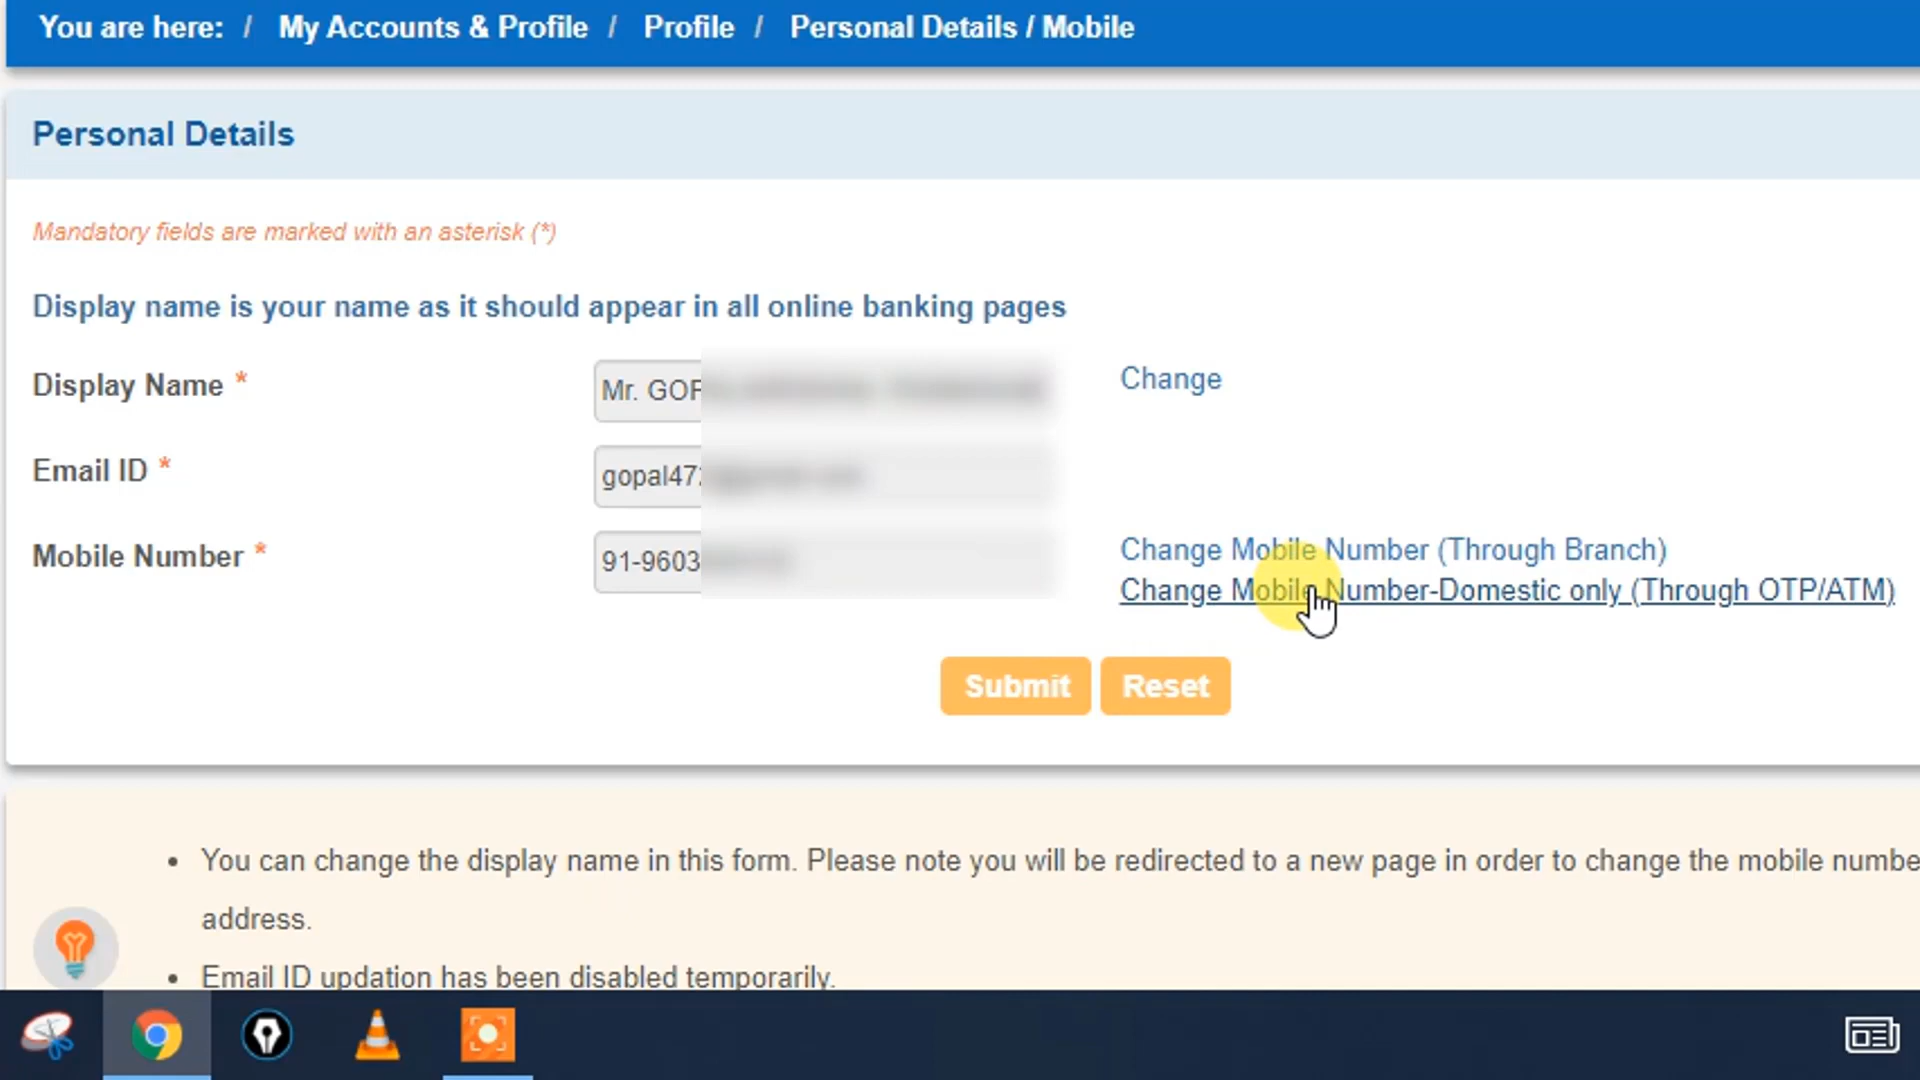 You are here: / My Accounts & Profile / Profile / Personal Details / Mobile
Personal Details
Mandatory fields are marked with an asterisk (*)
Display name is your name as it should appear in all online banking pages
Display Name * Mr. GOP Change
Email ID * gopal472
Mobile Number * 91-9603 Change Mobile Number (Through Branch)
Change Mobile Number-Domestic only (Through OTP/ATM)
Submit Reset
• You can change the display name in this form. Please note you will be redirected to a new page in order to change the mobile numbe
address.
• Email ID updation has been disabled temporarily.